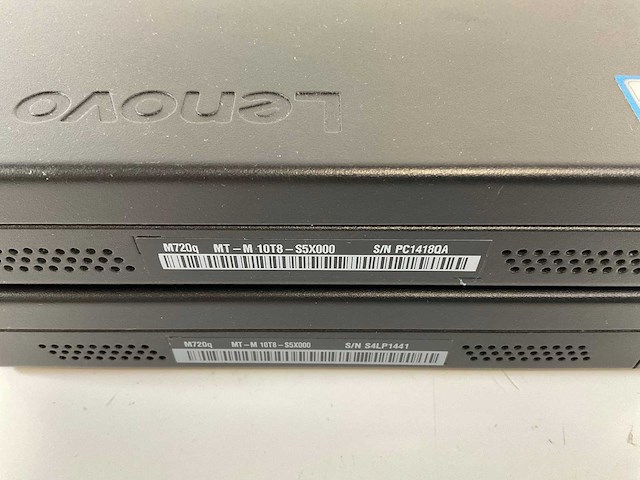 Lenovo
M720q MT-M 10T8-S5X000 S/N PC1418QA
M720q MT-M 10T8-S5X000 S/N S4LP1441